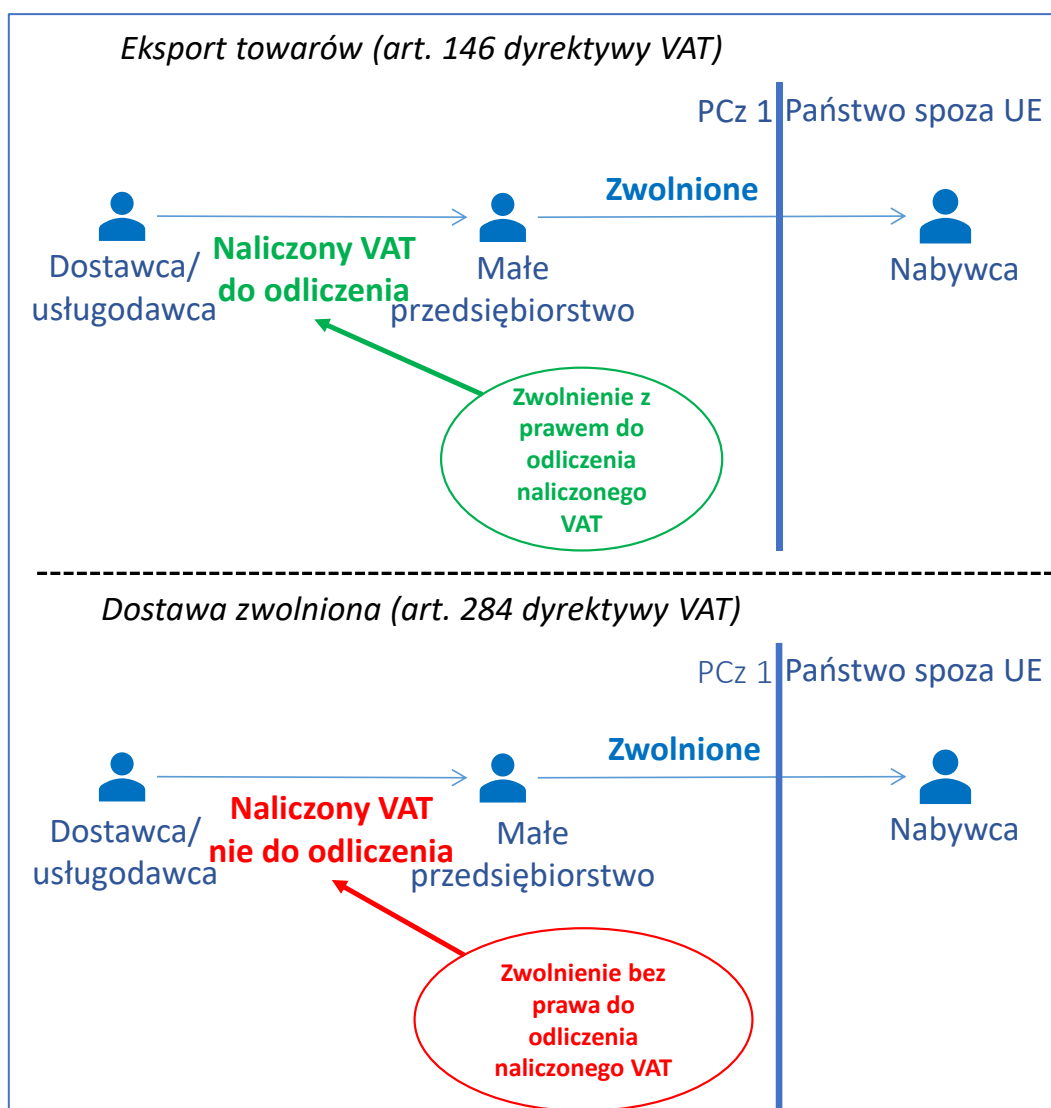 Eksport towarów (art. 146 dyrektywy VAT)
PCz 1
Państwo spoza UE
Zwolnione
Dostawca/
usługodawca
Naliczony VAT
do odliczenia
Małe
przedsiębiorstwo
Nabywca
Zwolnienie z
prawem do
odliczenia
naliczonego
VAT
Dostawa zwolniona (art. 284 dyrektywy VAT)
PCz 1
Państwo spoza UE
Zwolnione
Dostawca/
usługodawca
Naliczony VAT
nie do odliczenia
Małe
przedsiębiorstwo
Nabywca
Zwolnienie bez
prawa do
odliczenia
naliczonego VAT